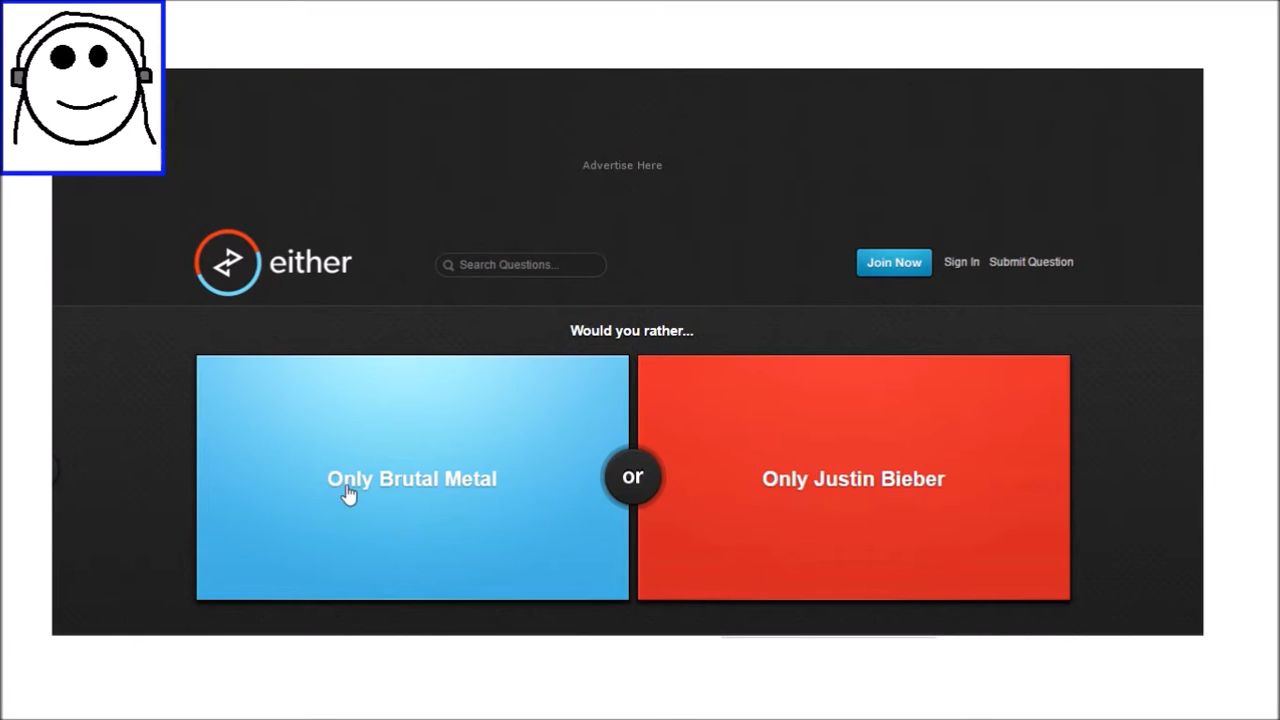 Advertise Here
either
Search Questions...
Join Now Sign In Submit Question
Would you rather...
Only Brutal Metal or Only Justin Bieber